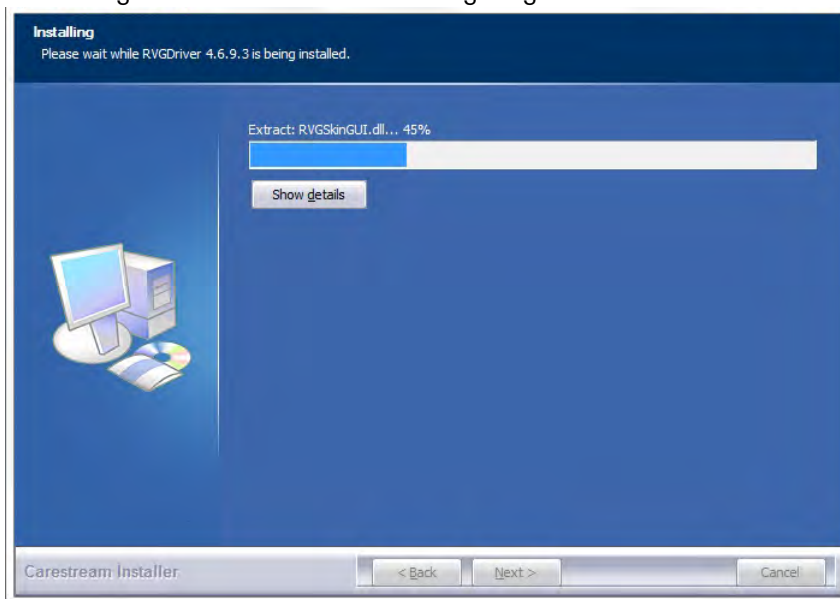 Installing
Please wait while RVGDriver 4.6.9.3 is being installed.
Extract: RVGSkinGUI.dll... 45%
Show details
Carestream Installer
< Back Next > Cancel